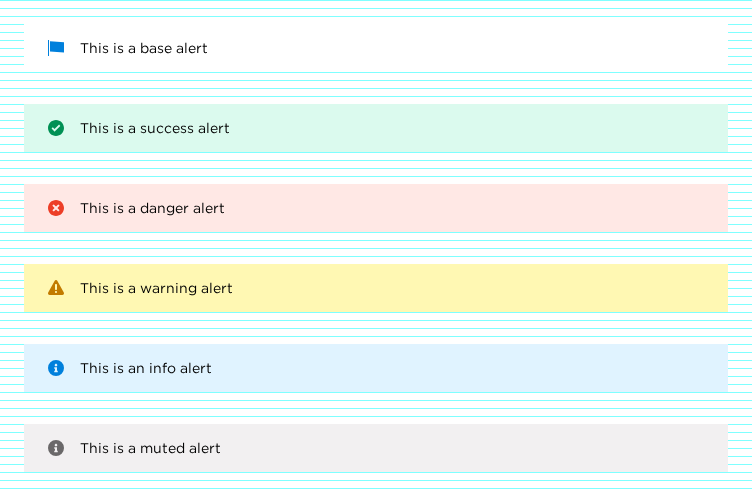 This is a base alert
This is a success alert
This is a danger alert
This is a warning alert
This is an info alert
This is a muted alert